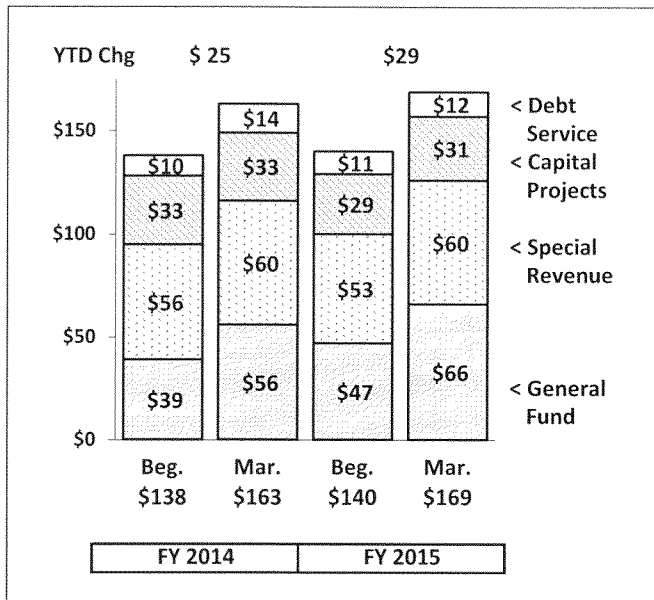 YTD Chg $ 25 $29
$150
$100
$50
$0
$10
$33
$56
$39
$14
$33
$60
$56
$11
$29
$53
$47
$12
$31
$60
$66
< Debt
Service
< Capital
Projects
< Special
Revenue
< General
Fund
Beg. Mar. Beg. Mar.
$138 $163 $140 $169
FY 2014 FY 2015